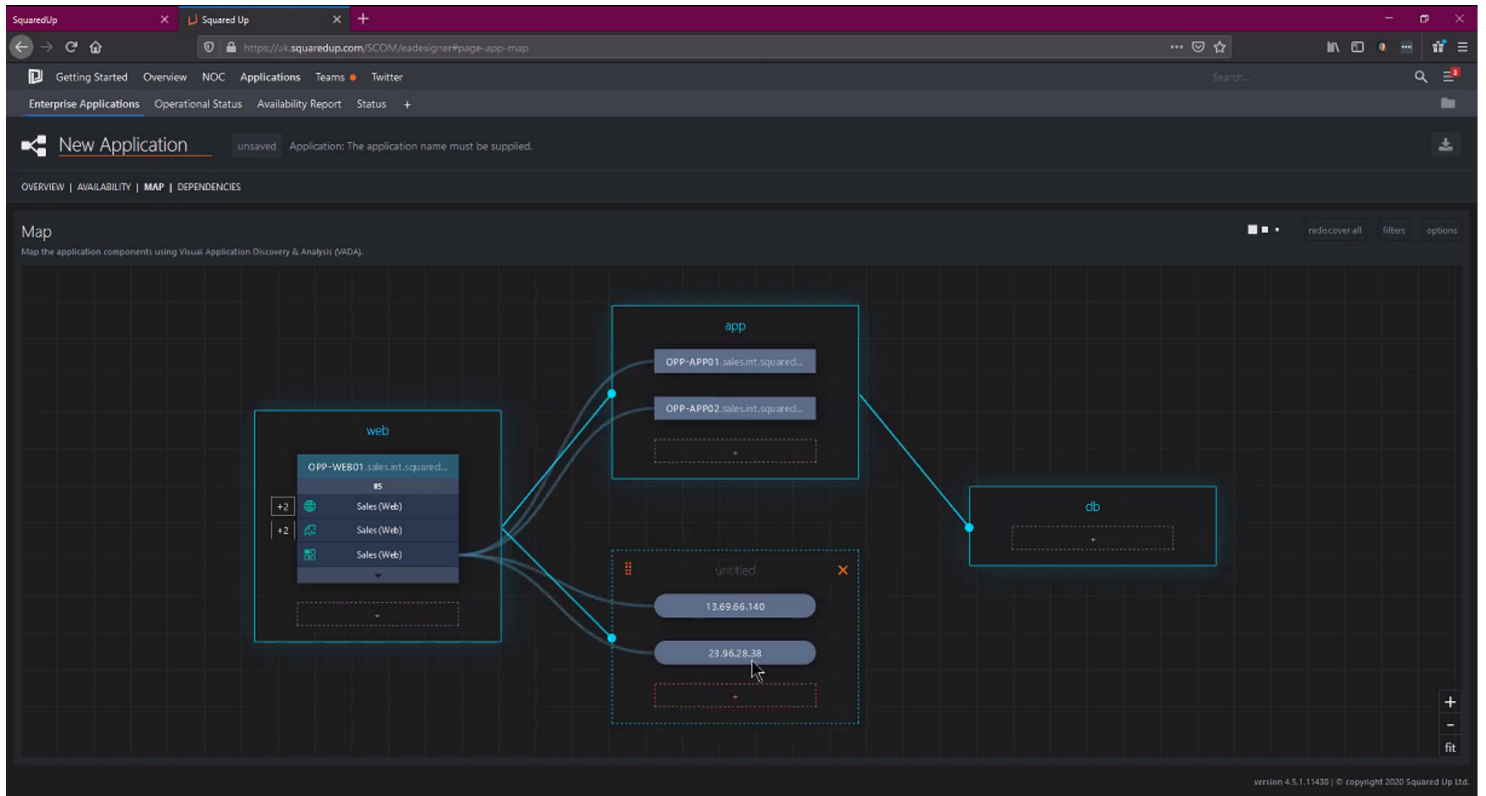 SquaredUp
Squared Up
https://ak.squaredup.com/SCOM/eadesigner#page-app-map
Getting Started Overview NOC Applications Teams Twitter Search...
Enterprise Applications Operational Status Availability Report Status +
New Application unsaved Application: The application name must be supplied.
OVERVIEW | AVAILABILITY | MAP | DEPENDENCIES
Map
rediscover all filters options
Map the application components using Visual Application Discovery & Analysis (VADA).
app
OPP-APP01.sales.int.squared...
OPP-APP02.sales.int.squared...
+
web
OPP-WEB01.sales.int.squared...
IIS
+2 Sales (Web)
+2 Sales (Web)
Sales (Web)
+
db
+
untitled
13.69.66.140
23.96.28.38
+
+
-
fit
version 4.5.1.11430 | © copyright 2020 Squared Up Ltd.